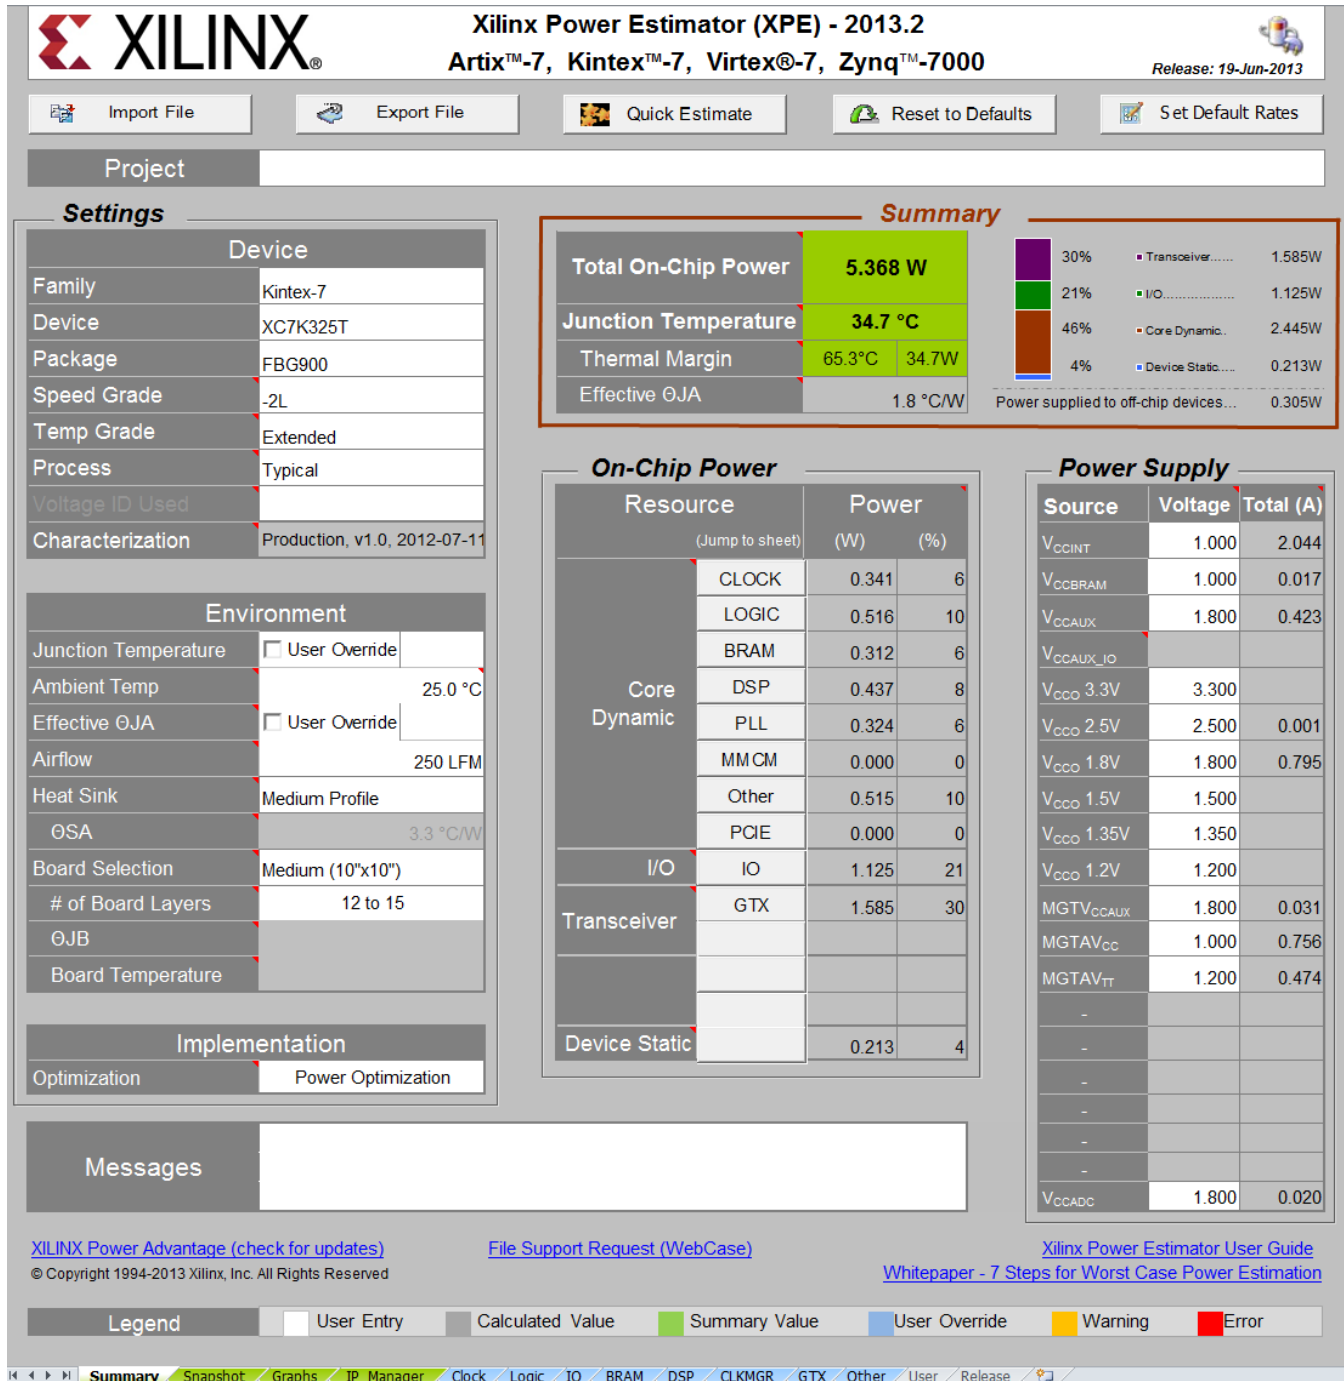 XILINX®
Xilinx Power Estimator (XPE) - 2013.2
Artix™-7, Kintex™-7, Virtex®-7, Zynq™-7000
Release: 19-Jun-2013
Import File
Export File
Quick Estimate
Reset to Defaults
Set Default Rates
Project
Settings
Device
Family Kintex-7
Device XC7K325T
Package FBG900
Speed Grade -2L
Temp Grade Extended
Process Typical
Voltage ID Used
Characterization Production, v1.0, 2012-07-11
Environment
Junction Temperature User Override
Ambient Temp 25.0 °C
Effective ΘJA User Override
Airflow 250 LFM
Heat Sink Medium Profile
ΘSA 3.3 °C/W
Board Selection Medium (10"x10")
# of Board Layers 12 to 15
ΘJB
Board Temperature
Implementation
Optimization Power Optimization
Summary
Total On-Chip Power 5.368 W
Junction Temperature 34.7 °C
Thermal Margin 65.3°C 34.7W
Effective ΘJA 1.8 °C/W
30% Transceiver...... 1.585W
21% I/O.................. 1.125W
46% Core Dynamic.. 2.445W
4% Device Static..... 0.213W
Power supplied to off-chip devices... 0.305W
On-Chip Power
Resource Power
(Jump to sheet) (W) (%)
Core Dynamic
CLOCK 0.341 6
LOGIC 0.516 10
BRAM 0.312 6
DSP 0.437 8
PLL 0.324 6
MMCM 0.000 0
Other 0.515 10
PCIE 0.000 0
I/O IO 1.125 21
Transceiver GTX 1.585 30
Device Static 0.213 4
Power Supply
Source Voltage Total (A)
VCCINT 1.000 2.044
VCCBRAM 1.000 0.017
VCCAUX 1.800 0.423
VCCAUX_IO
VCCO 3.3V 3.300
VCCO 2.5V 2.500 0.001
VCCO 1.8V 1.800 0.795
VCCO 1.5V 1.500
VCCO 1.35V 1.350
VCCO 1.2V 1.200
MGTVCCAUX 1.800 0.031
MGTAVCC 1.000 0.756
MGTAVTT 1.200 0.474
-
-
-
-
-
-
VCCADC 1.800 0.020
Messages
XILINX Power Advantage (check for updates)
File Support Request (WebCase)
Xilinx Power Estimator User Guide
© Copyright 1994-2013 Xilinx, Inc. All Rights Reserved
Whitepaper - 7 Steps for Worst Case Power Estimation
Legend User Entry Calculated Value Summary Value User Override Warning Error
Summary Snapshot Graphs IP_Manager Clock Logic IO BRAM DSP CLKMGR GTX Other User Release